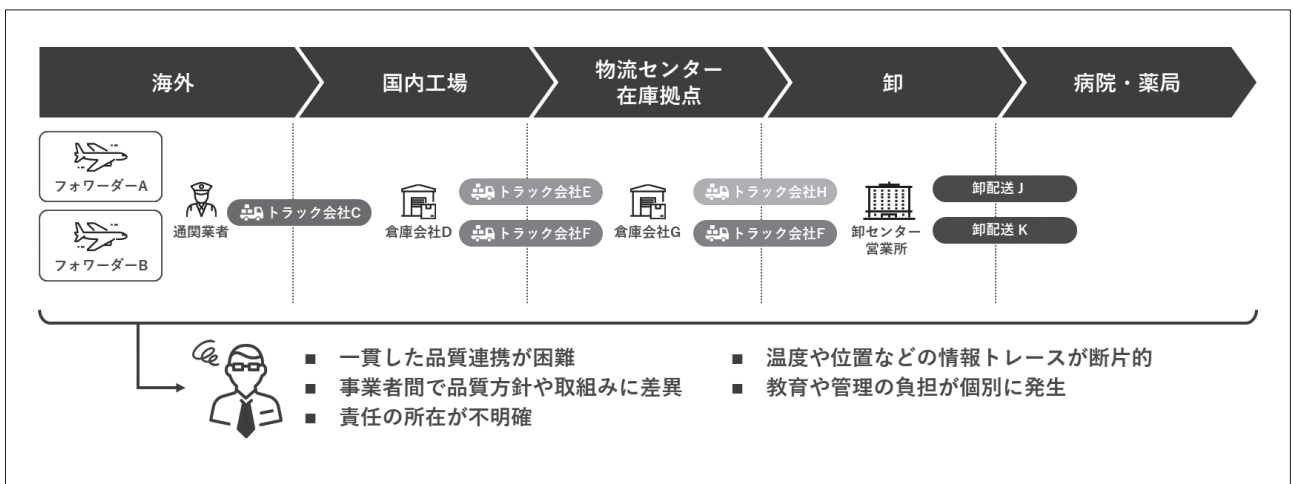 海外
国内工場
物流センター
在庫拠点
卸
病院・薬局
フォワーダーA
フォワーダーB
通関業者
トラック会社C
倉庫会社D
トラック会社E
トラック会社F
倉庫会社G
トラック会社H
トラック会社F
卸センター
営業所
卸配送 J
卸配送 K
■ 一貫した品質連携が困難
■ 事業者間で品質方針や取組みに差異
■ 責任の所在が不明確
■ 温度や位置などの情報トレースが断片的
■ 教育や管理の負担が個別に発生